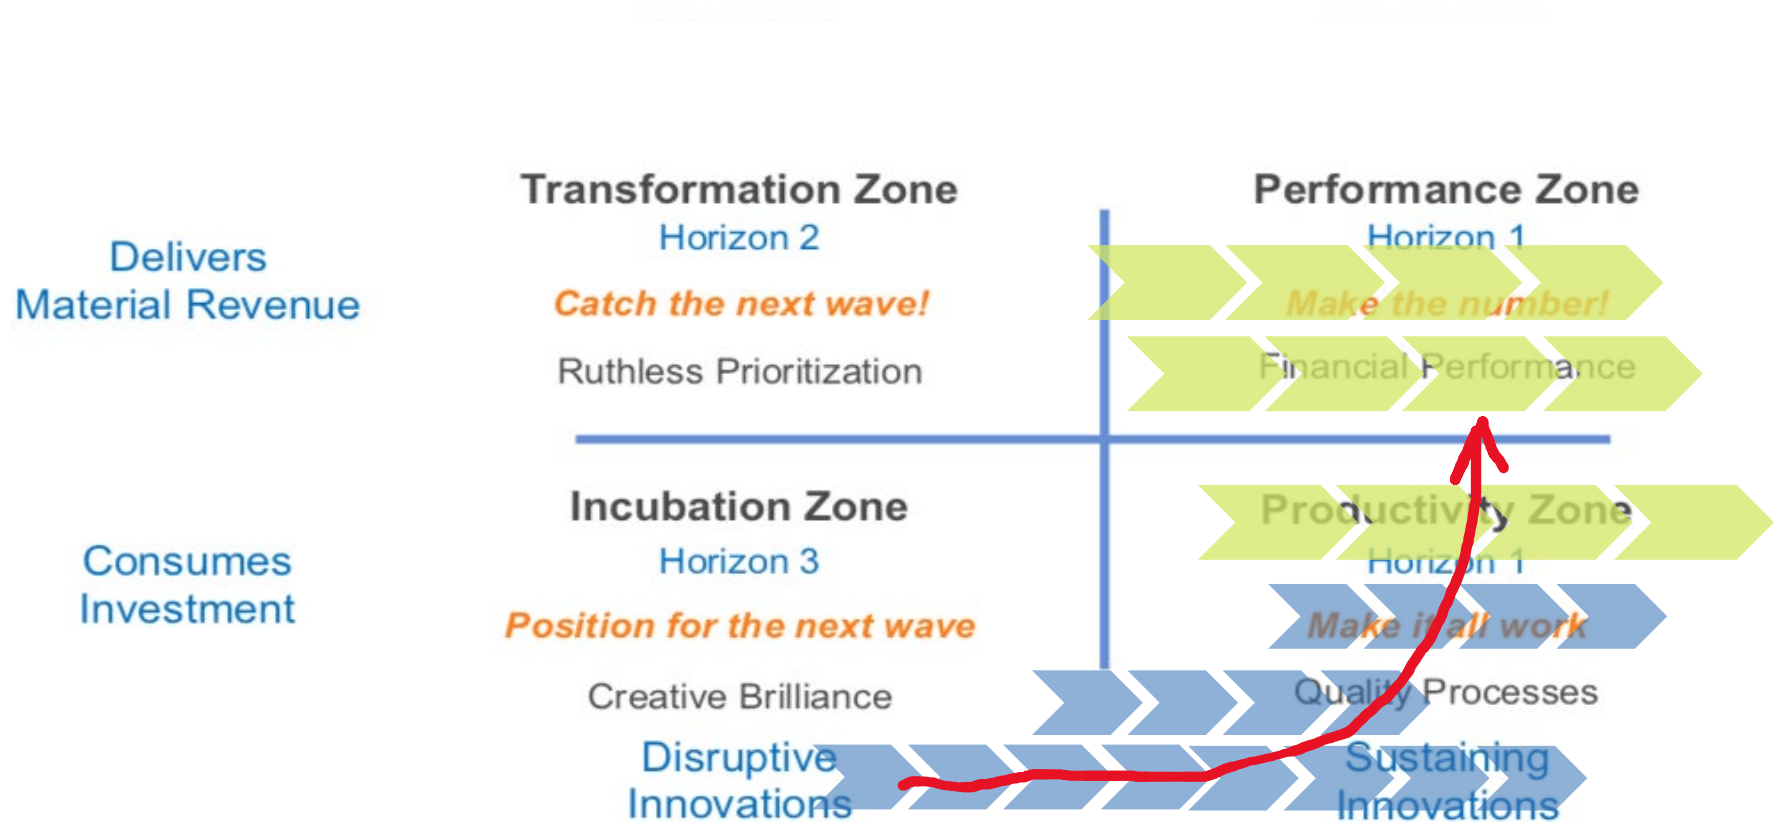 Transformation Zone
Horizon 2
Catch the next wave!
Ruthless Prioritization
Performance Zone
Horizon 1
Make the number!
Financial Performance
Delivers
Material Revenue
Incubation Zone
Horizon 3
Position for the next wave
Creative Brilliance
Productivity Zone
Horizon 1
Make it all work
Quality Processes
Consumes
Investment
Disruptive
Innovations
Sustaining
Innovations